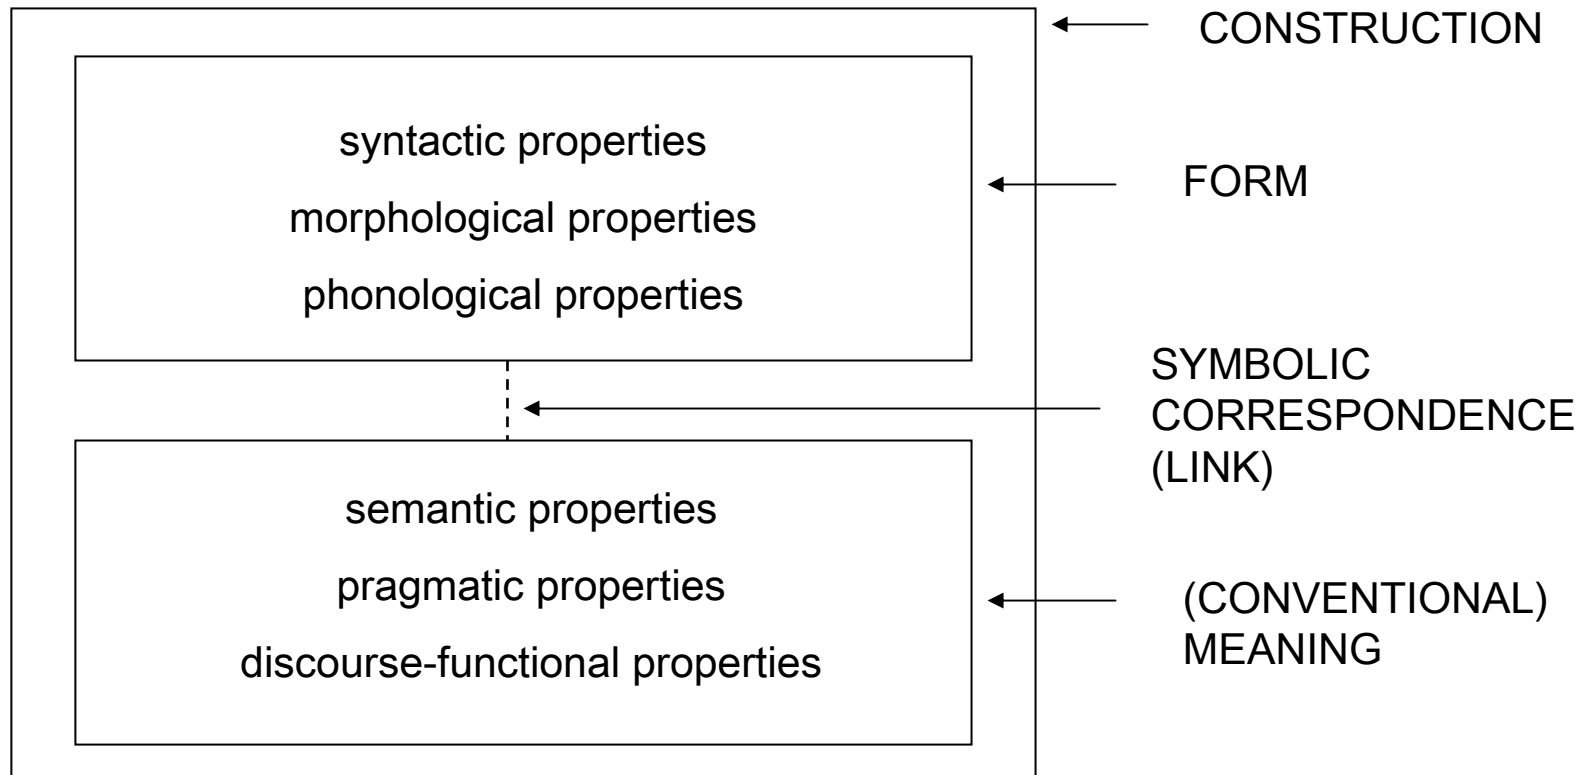 CONSTRUCTION
syntactic properties
morphological properties
phonological properties
FORM
SYMBOLIC
CORRESPONDENCE
(LINK)
semantic properties
pragmatic properties
discourse-functional properties
(CONVENTIONAL)
MEANING